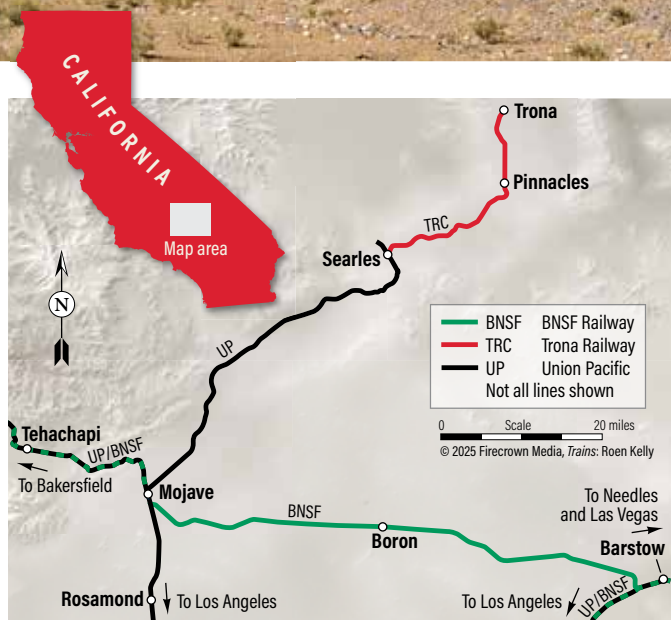 CALIFORNIA
Map area
N
Trona
Pinnacles
TRC
Searles
UP
BNSF BNSF Railway
TRC Trona Railway
UP Union Pacific
Not all lines shown
0 Scale 20 miles
© 2025 Firecrown Media, Trains: Roen Kelly
Tehachapi
UP/BNSF
To Bakersfield
Mojave
BNSF
Boron
To Needles
and Las Vegas
Barstow
Rosamond
To Los Angeles
To Los Angeles
UP/BNSF